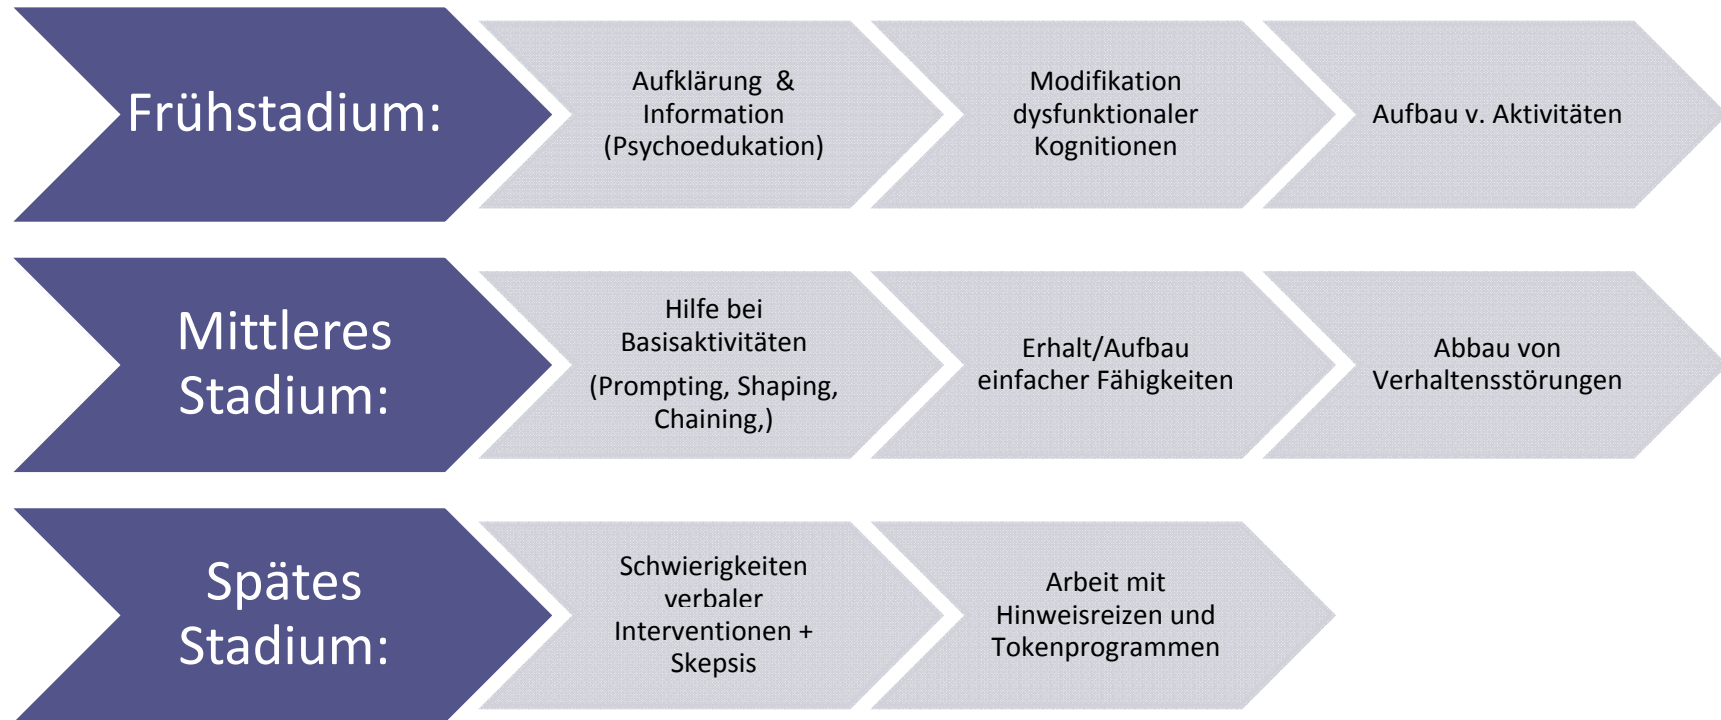 Frühstadium:
Aufklärung &
Information
(Psychoedukation)
Modifikation
dysfunktionaler
Kognitionen
Aufbau v. Aktivitäten
Mittleres
Stadium:
Hilfe bei
Basisaktivitäten
(Prompting, Shaping,
Chaining,)
Erhalt/Aufbau
einfacher Fähigkeiten
Abbau von
Verhaltensstörungen
Spätes
Stadium:
Schwierigkeiten
verbaler
Interventionen +
Skepsis
Arbeit mit
Hinweisreizen und
Tokenprogrammen